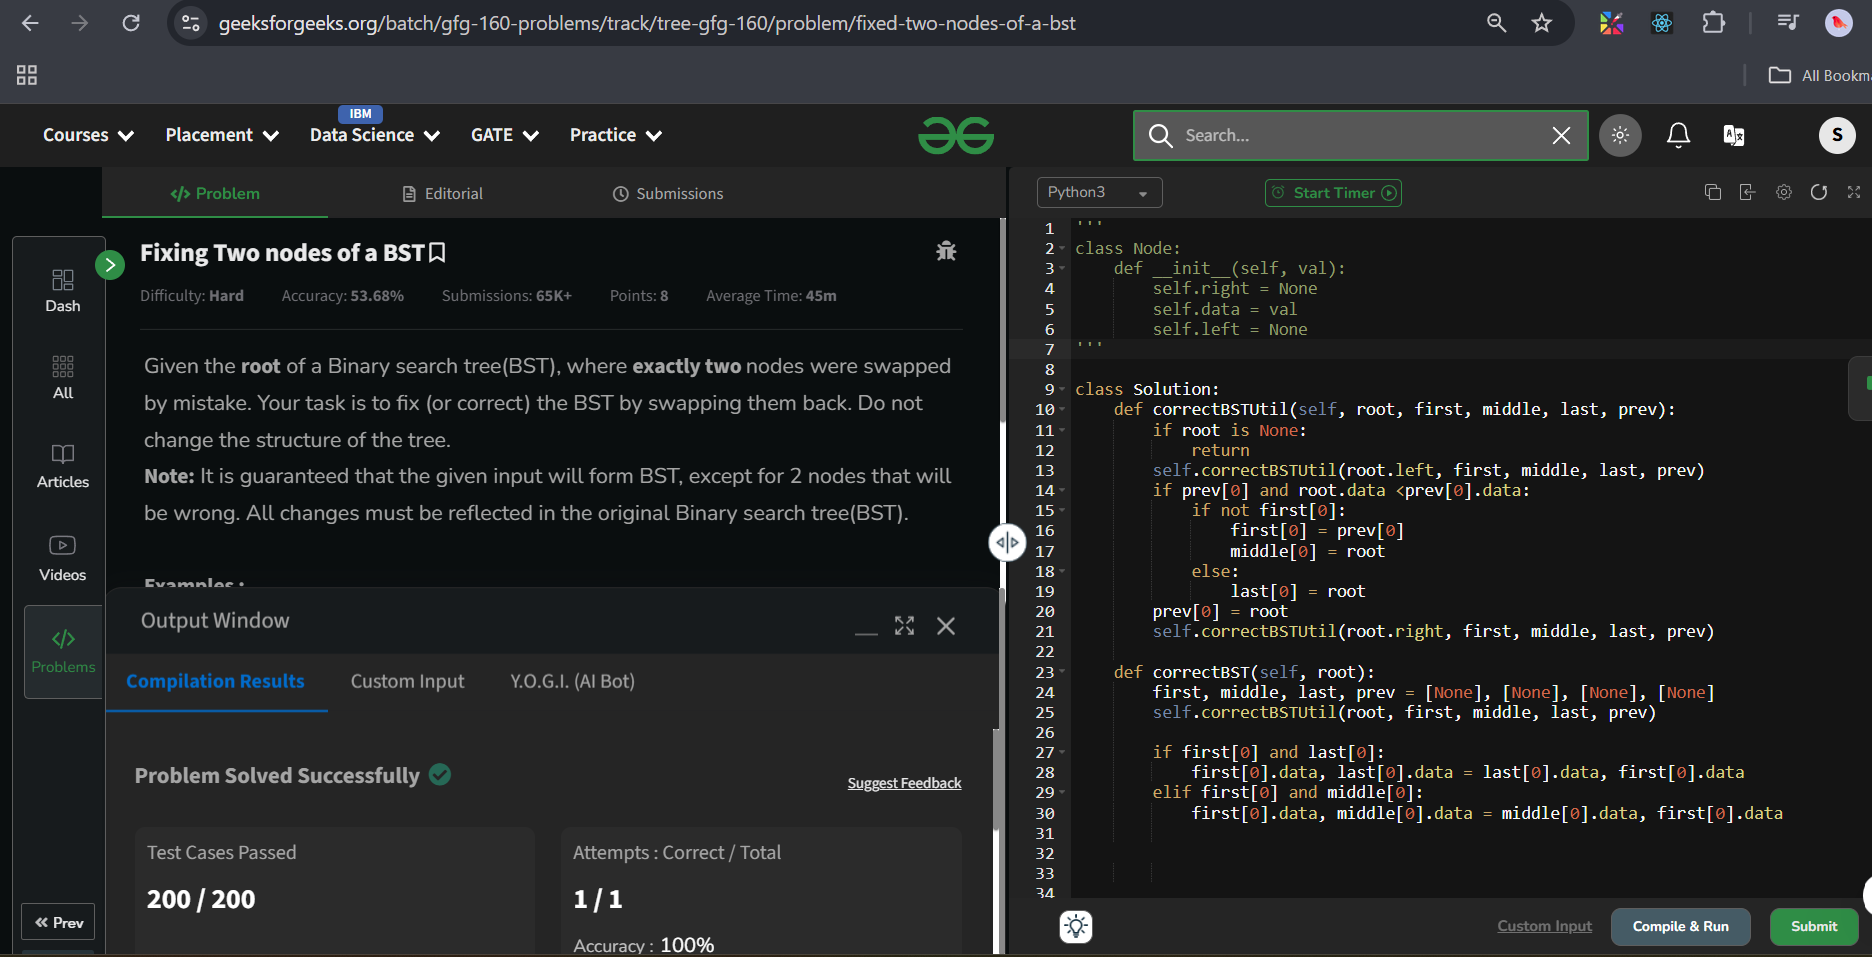 geeksforgeeks.org/batch/gfg-160-problems/track/tree-gfg-160/problem/fixed-two-nodes-of-a-bst
All Bookma
Courses
Placement
IBM
Data Science
GATE
Practice
Search...
S
Problem
Editorial
Submissions
Dash
All
Articles
Videos
Problems
Prev
Fixing Two nodes of a BST
Difficulty: Hard Accuracy: 53.68% Submissions: 65K+ Points: 8 Average Time: 45m
Given the root of a Binary search tree(BST), where exactly two nodes were swapped
by mistake. Your task is to fix (or correct) the BST by swapping them back. Do not
change the structure of the tree.
Note: It is guaranteed that the given input will form BST, except for 2 nodes that will
be wrong. All changes must be reflected in the original Binary search tree(BST).
Examples :
Output Window
Compilation Results
Custom Input
Y.O.G.I. (AI Bot)
Problem Solved Successfully
Suggest Feedback
Test Cases Passed
200 / 200
Attempts : Correct / Total
1 / 1
Accuracy : 100%
Python3
Start Timer
1 '''
2 class Node:
3     def __init__(self, val):
4         self.right = None
5         self.data = val
6         self.left = None
7 '''
8
9 class Solution:
10     def correctBSTUtil(self, root, first, middle, last, prev):
11         if root is None:
12             return
13         self.correctBSTUtil(root.left, first, middle, last, prev)
14         if prev[0] and root.data <prev[0].data:
15             if not first[0]:
16                 first[0] = prev[0]
17                 middle[0] = root
18             else:
19                 last[0] = root
20         prev[0] = root
21         self.correctBSTUtil(root.right, first, middle, last, prev)
22
23     def correctBST(self, root):
24         first, middle, last, prev = [None], [None], [None], [None]
25         self.correctBSTUtil(root, first, middle, last, prev)
26
27         if first[0] and last[0]:
28             first[0].data, last[0].data = last[0].data, first[0].data
29         elif first[0] and middle[0]:
30             first[0].data, middle[0].data = middle[0].data, first[0].data
31
32
33
34
Custom Input
Compile & Run
Submit